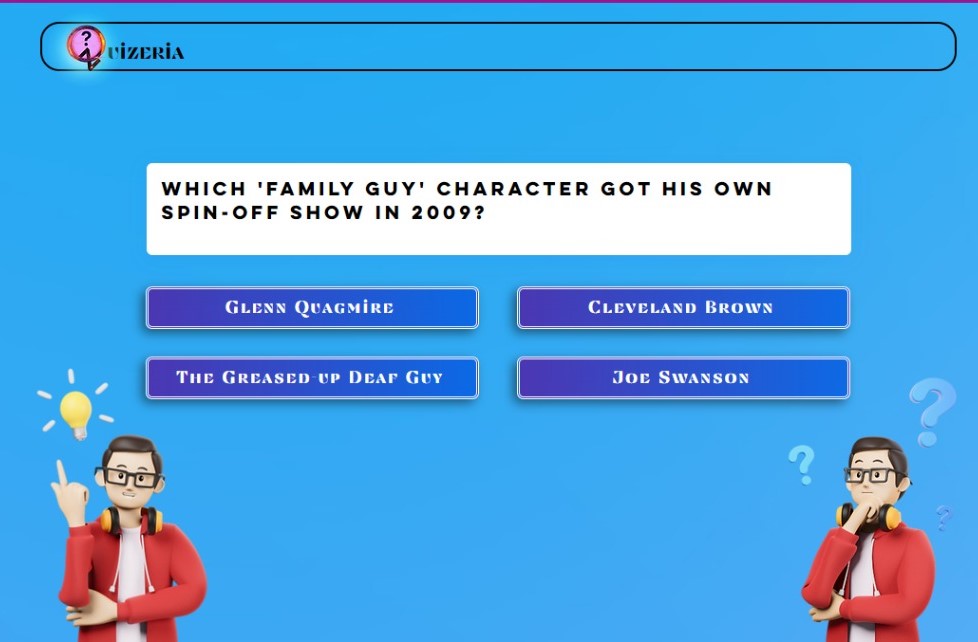 Quizeria
WHICH 'FAMILY GUY' CHARACTER GOT HIS OWN
SPIN-OFF SHOW IN 2009?
Glenn Quagmire
Cleveland Brown
The Greased-up Deaf Guy
Joe Swanson